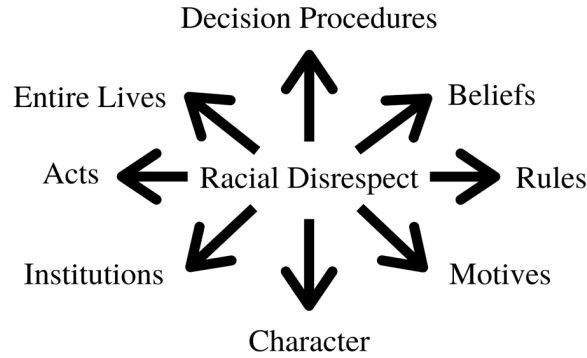 Decision Procedures
Entire Lives
Beliefs
Acts
Racial Disrespect
Rules
Institutions
Motives
Character